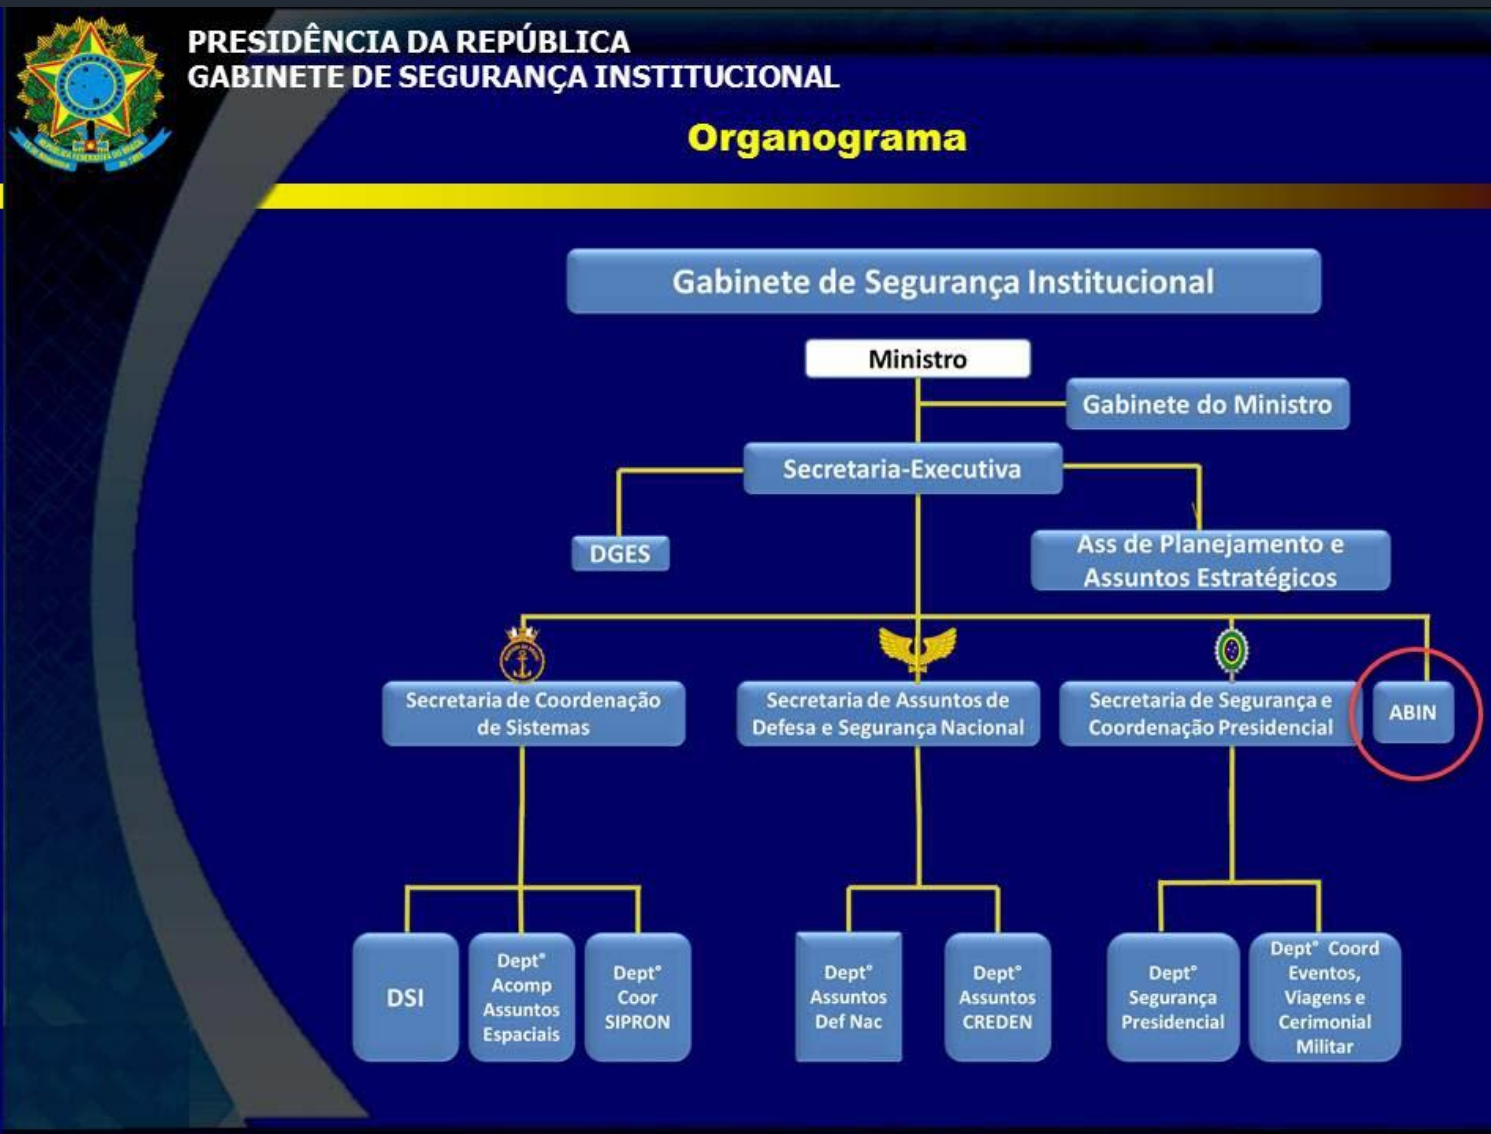 PRESIDÊNCIA DA REPÚBLICA
GABINETE DE SEGURANÇA INSTITUCIONAL
Organograma
Gabinete de Segurança Institucional
Ministro
Gabinete do Ministro
Secretaria-Executiva
DGES
Ass de Planejamento e
Assuntos Estratégicos
Secretaria de Coordenação
de Sistemas
Secretaria de Assuntos de
Defesa e Segurança Nacional
Secretaria de Segurança e
Coordenação Presidencial
ABIN
DSI
Dept°
Acomp
Assuntos
Espaciais
Dept°
Coor
SIPRON
Dept°
Assuntos
Def Nac
Dept°
Assuntos
CREDEN
Dept°
Segurança
Presidencial
Dept° Coord
Eventos,
Viagens e
Cerimonial
Militar